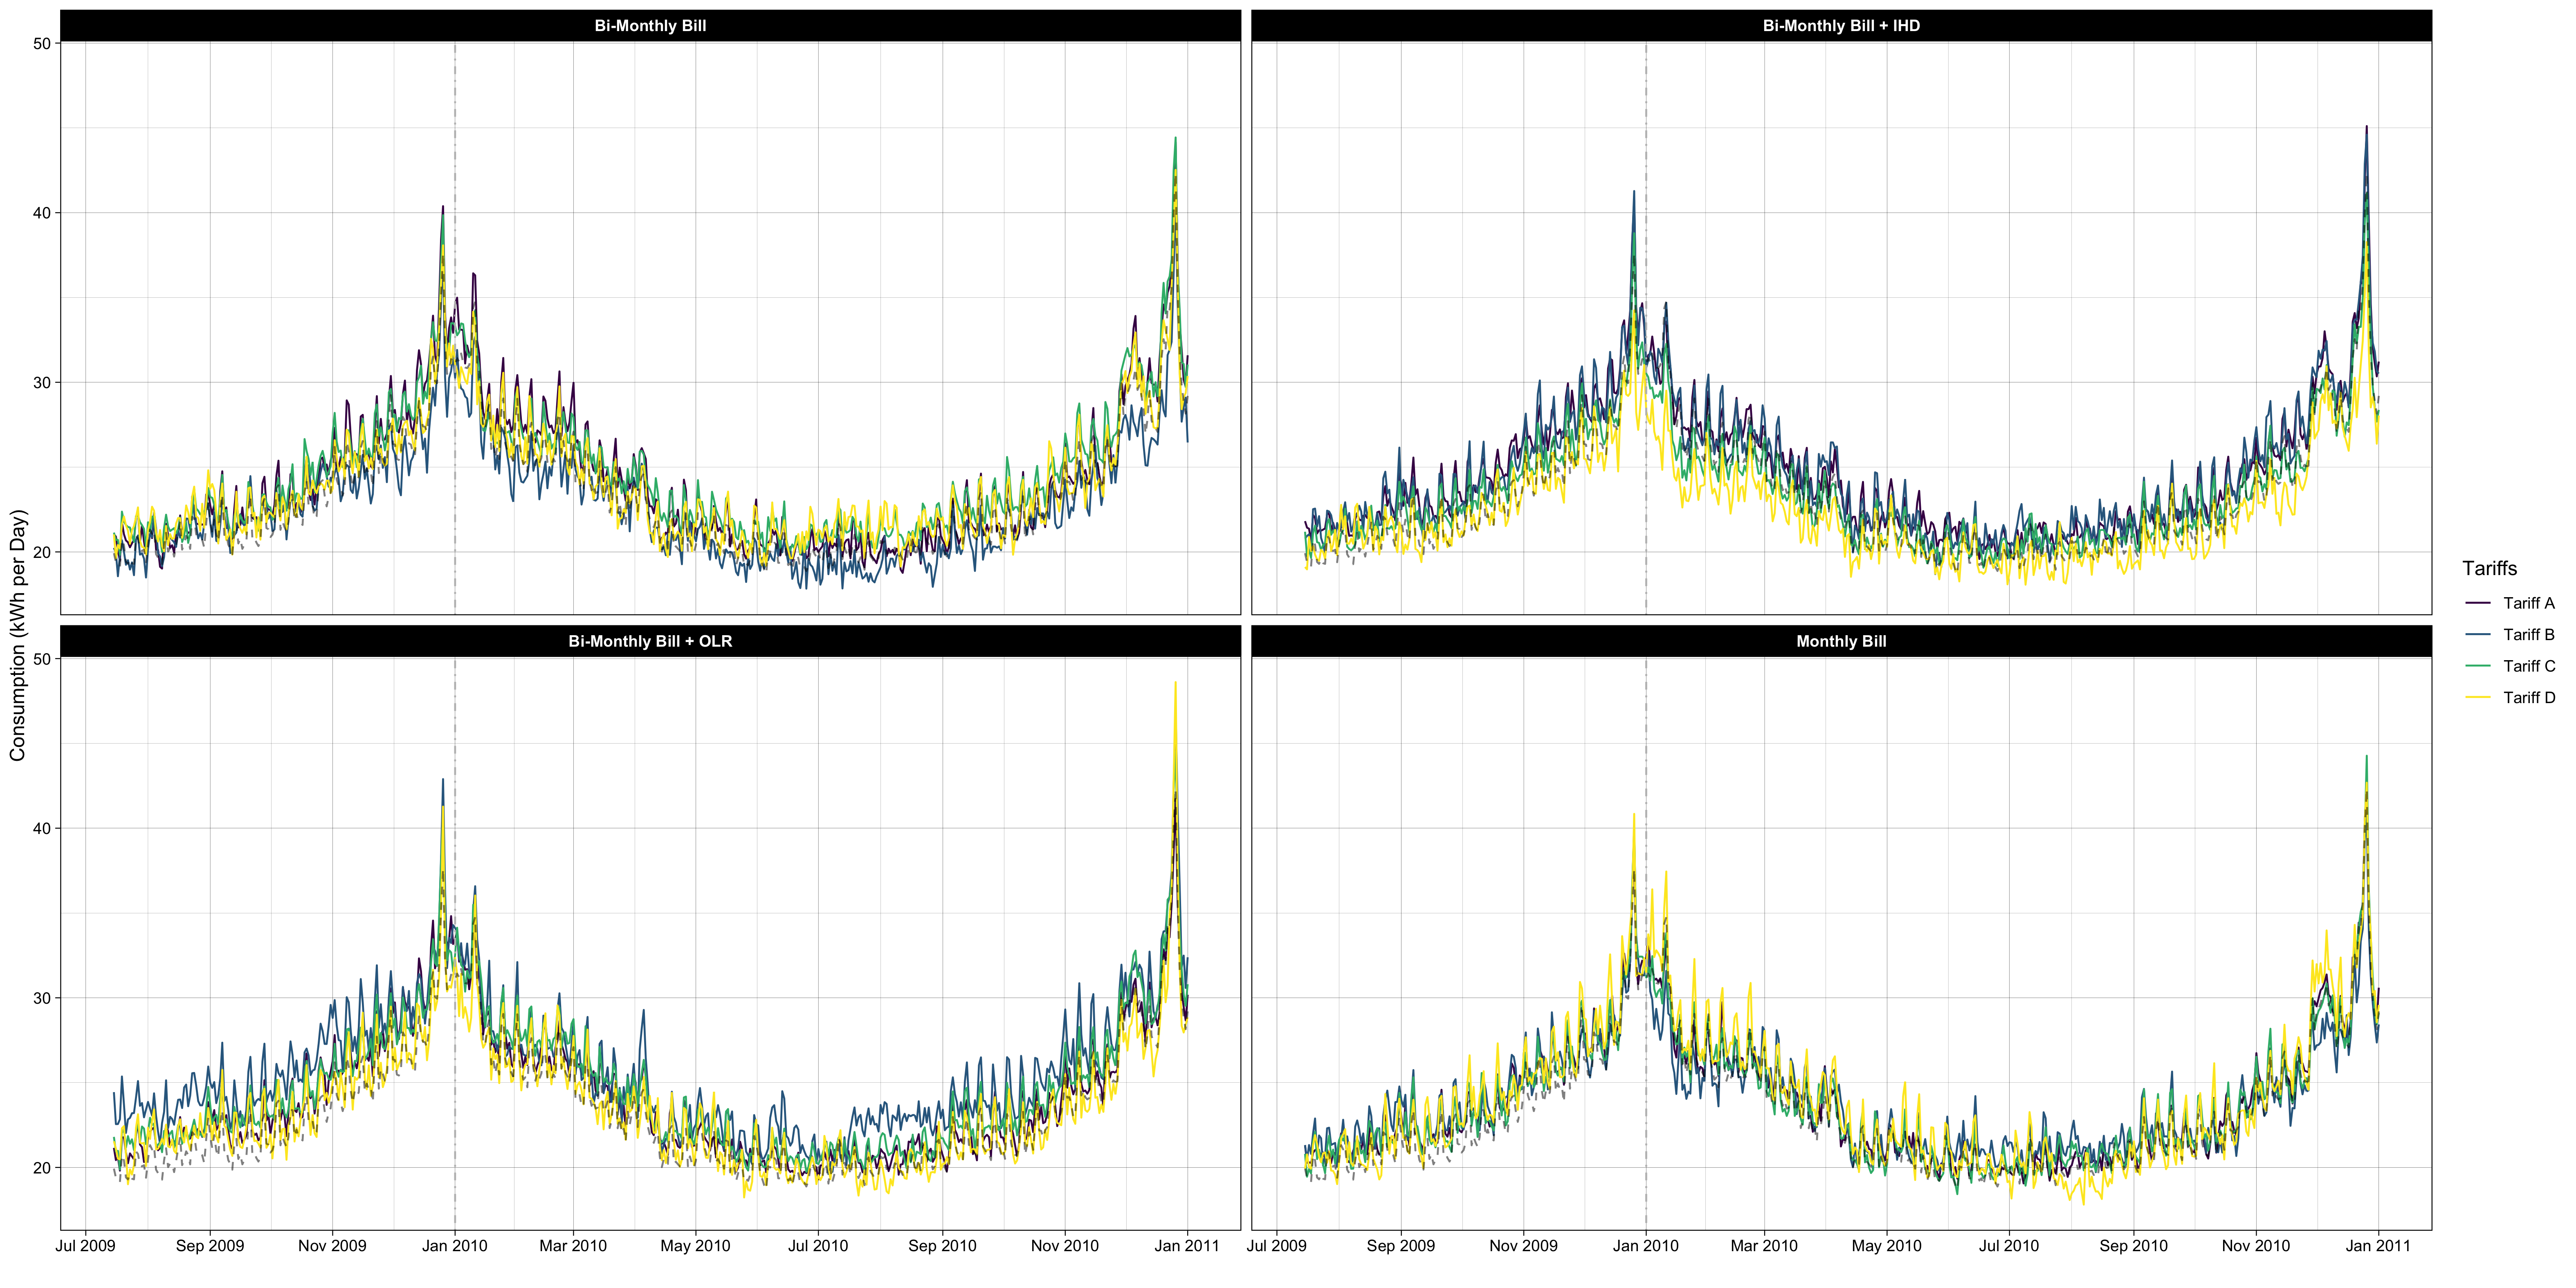 Bi-Monthly Bill
Bi-Monthly Bill + IHD
50
40
30
20
Bi-Monthly Bill + OLR
Monthly Bill
50
40
30
20
Consumption (kWh per Day)
Jul 2009 Sep 2009 Nov 2009 Jan 2010 Mar 2010 May 2010 Jul 2010 Sep 2010 Nov 2010 Jan 2011
Jul 2009 Sep 2009 Nov 2009 Jan 2010 Mar 2010 May 2010 Jul 2010 Sep 2010 Nov 2010 Jan 2011
Tariffs
Tariff A
Tariff B
Tariff C
Tariff D